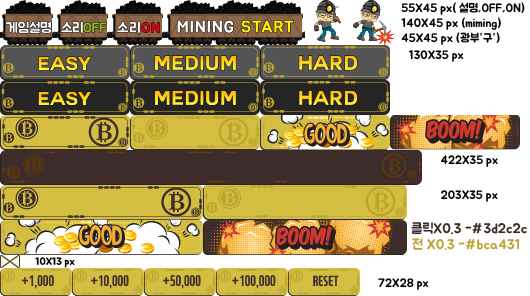 게임설명 소리OFF 소리ON MINING START
55X45 px( 설명,OFF,ON)
140X45 px (miming)
45X45 px (광부'구')
EASY MEDIUM HARD
130X35 px
EASY MEDIUM HARD
GOOD BOOM!
422X35 px
203X35 px
GOOD BOOM!
클릭X0,3 -#3d2c2c
전 X0,3 -#bca431
10X13 px
+1,000 +10,000 +50,000 +100,000 RESET
72X28 px